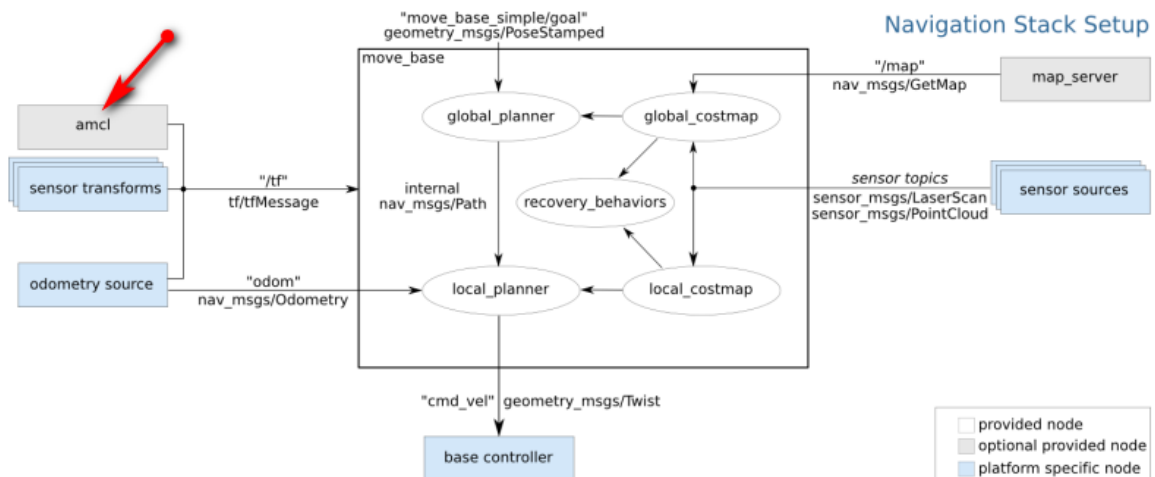 Navigation Stack Setup
"move_base_simple/goal"
geometry_msgs/PoseStamped
move_base
"/map"
nav_msgs/GetMap
map_server
amcl
global_planner
global_costmap
sensor transforms
"/tf"
tf/tfMessage
internal
nav_msgs/Path
recovery_behaviors
sensor topics
sensor_msgs/LaserScan
sensor_msgs/PointCloud
sensor sources
odometry source
"odom"
nav_msgs/Odometry
local_planner
local_costmap
"cmd_vel" geometry_msgs/Twist
base controller
provided node
optional provided node
platform specific node